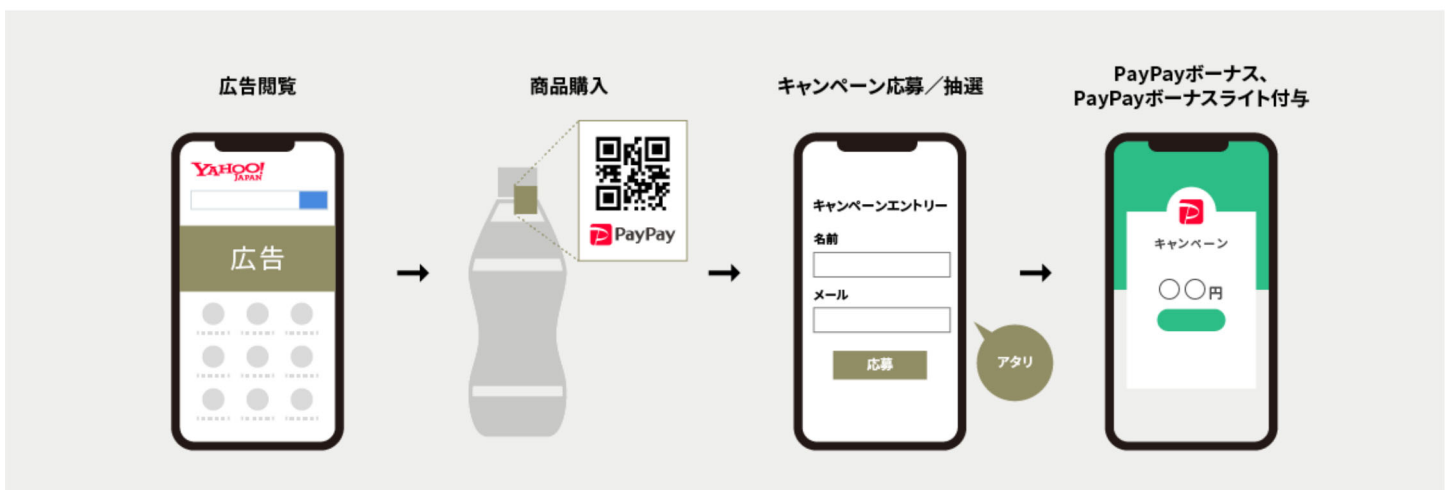 広告閲覧
商品購入
キャンペーン応募／抽選
PayPayボーナス、
PayPayボーナスライト付与
YAHOO!
JAPAN
広告
PayPay
キャンペーンエントリー
名前
メール
応募
アタリ
キャンペーン
〇〇円